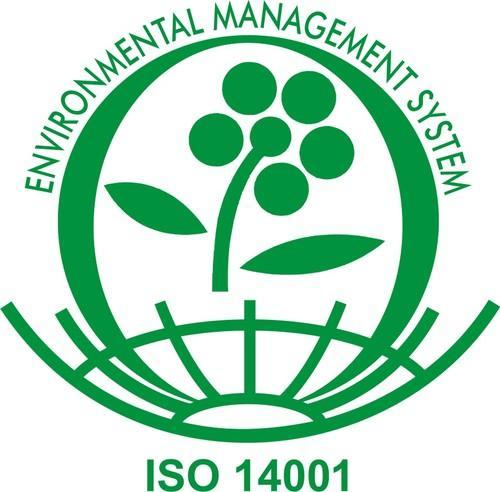 ENVIRONMENTAL MANAGEMENT SYSTEM
ISO 14001